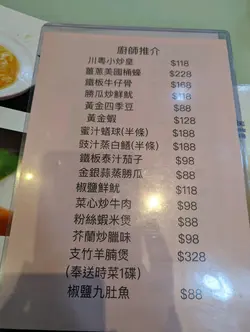 廚師推介
川粵小炒皇 $118
薑蔥美國桶蠔 $228
鐵板牛仔骨 $168
勝瓜炒鮮魷 $118
黃金四季豆 $88
黃金蝦 $128
蜜汁鱔球(半條) $188
豉汁蒸白鱔(半條) $188
鐵板泰汁茄子 $98
金銀蒜蒸勝瓜 $88
椒鹽鮮魷 $118
菜心炒牛肉 $98
粉絲蝦米煲 $98
芥蘭炒臘味 $98
支竹羊腩煲 $328
(奉送時菜1碟)
椒鹽九肚魚 $88